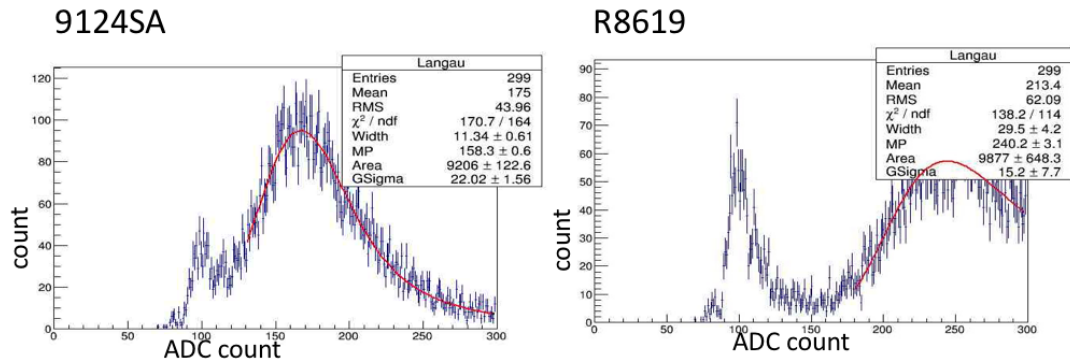 9124SA
R8619
Langau
Entries 299
Mean 175
RMS 43.96
χ² / ndf 170.7 / 164
Width 11.34 ± 0.61
MP 158.3 ± 0.6
Area 9206 ± 122.6
GSigma 22.02 ± 1.56
120
100
80
60
40
20
0
count
0 50 100 150 200 250 300
ADC count
Langau
Entries 299
Mean 213.4
RMS 62.09
χ² / ndf 138.2 / 114
Width 29.5 ± 4.2
MP 240.2 ± 3.1
Area 9877 ± 648.3
GSigma 15.2 ± 7.7
90
80
70
60
50
40
30
20
10
0
count
0 50 100 150 200 250 300
ADC count